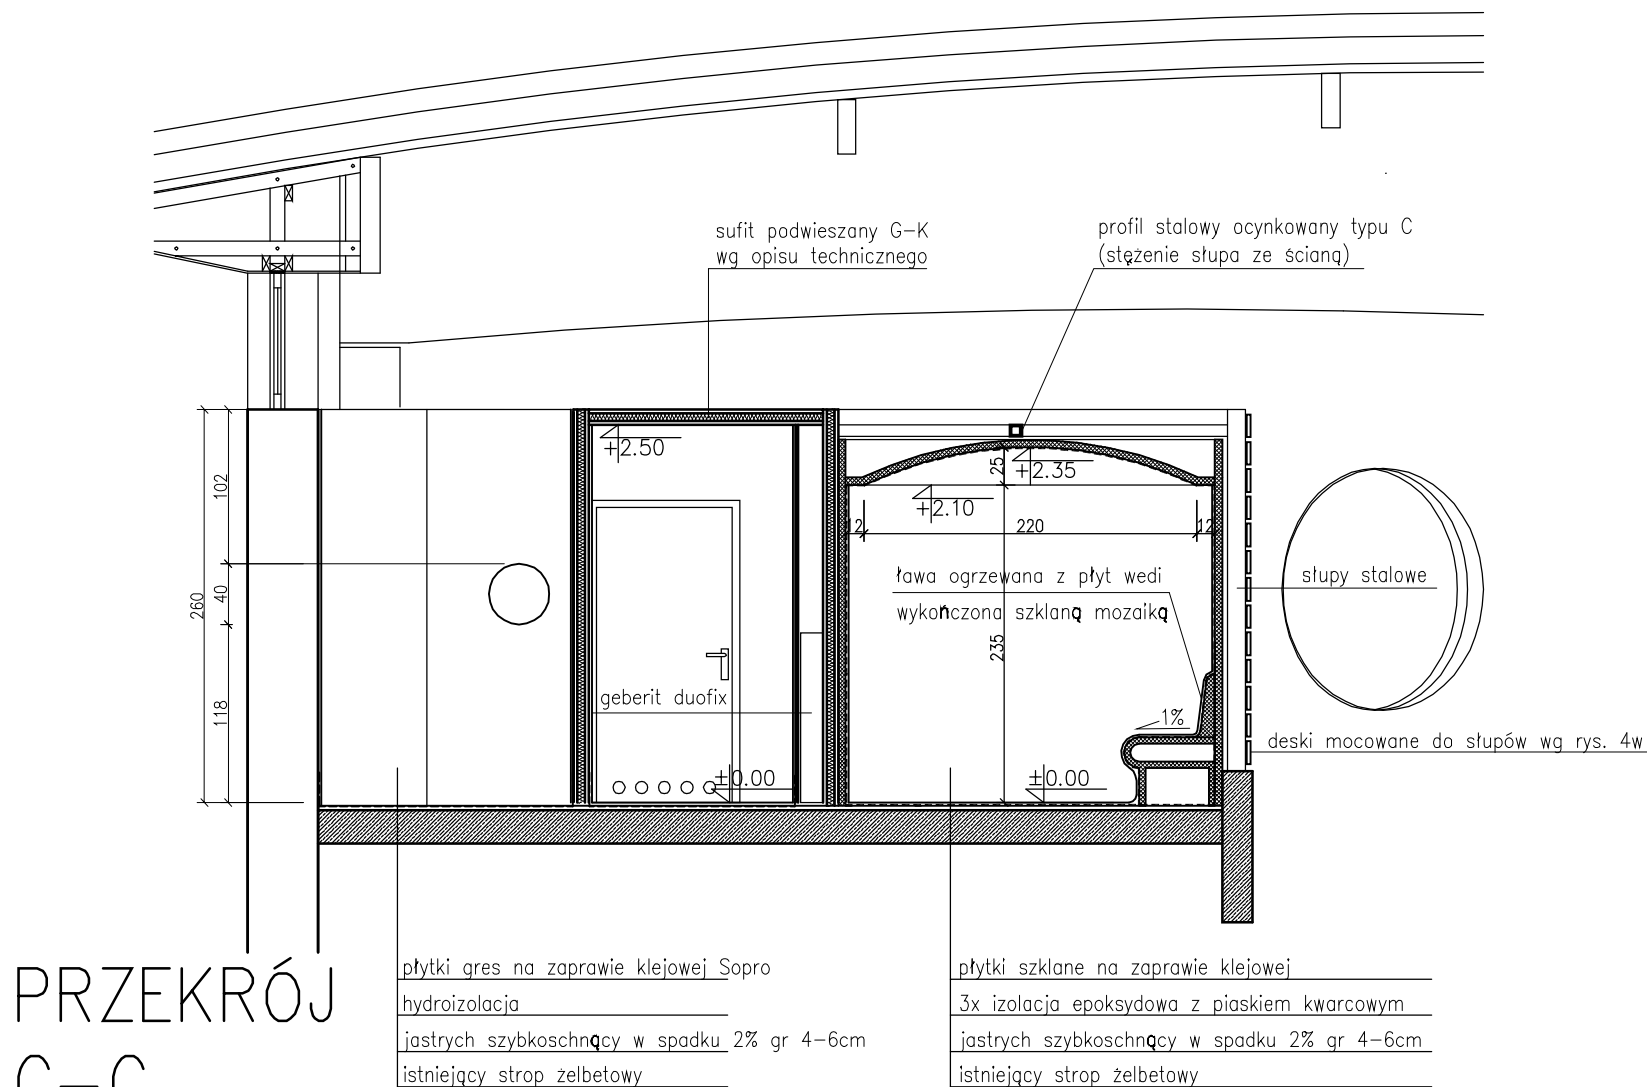 sufit podwieszany G-K
wg opisu technicznego
profil stalowy ocynkowany typu C
(stężenie słupa ze ścianą)
+2.50
+2.35
25
+2.10
12
220
12
102
40
260
118
ława ogrzewana z płyt wedi
wykończona szklaną mozaiką
235
słupy stalowe
geberit duofix
1%
deski mocowane do słupów wg rys. 4w
±0.00
±0.00
PRZEKRÓJ
C-C
płytki gres na zaprawie klejowej Sopro
hydroizolacja
jastrych szybkoschnący w spadku 2% gr 4-6cm
istniejący strop żelbetowy
płytki szklane na zaprawie klejowej
3x izolacja epoksydowa z piaskiem kwarcowym
jastrych szybkoschnący w spadku 2% gr 4-6cm
istniejący strop żelbetowy